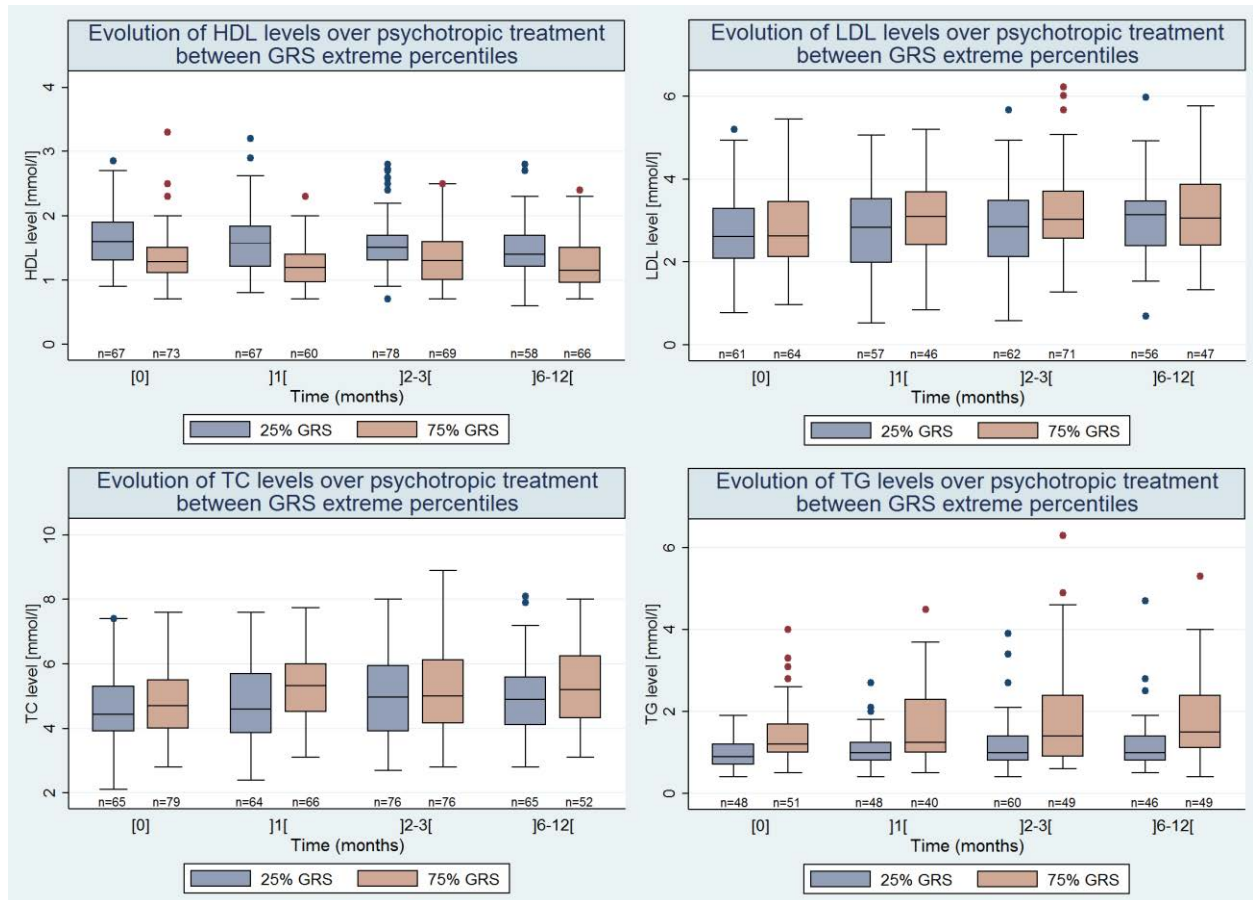 Evolution of HDL levels over psychotropic treatment
between GRS extreme percentiles
HDL level [mmol/l]
4
3
2
1
0
n=67 n=73 n=67 n=60 n=78 n=69 n=58 n=66
[0] ]1[ ]2-3[ ]6-12[
Time (months)
25% GRS 75% GRS
Evolution of LDL levels over psychotropic treatment
between GRS extreme percentiles
LDL level [mmol/l]
6
4
2
0
n=61 n=64 n=57 n=46 n=62 n=71 n=56 n=47
[0] ]1[ ]2-3[ ]6-12[
Time (months)
25% GRS 75% GRS
Evolution of TC levels over psychotropic treatment
between GRS extreme percentiles
TC level [mmol/l]
10
8
6
4
2
n=65 n=79 n=64 n=66 n=76 n=76 n=65 n=52
[0] ]1[ ]2-3[ ]6-12[
Time (months)
25% GRS 75% GRS
Evolution of TG levels over psychotropic treatment
between GRS extreme percentiles
TG level [mmol/l]
6
4
2
0
n=48 n=51 n=48 n=40 n=60 n=49 n=46 n=49
[0] ]1[ ]2-3[ ]6-12[
Time (months)
25% GRS 75% GRS